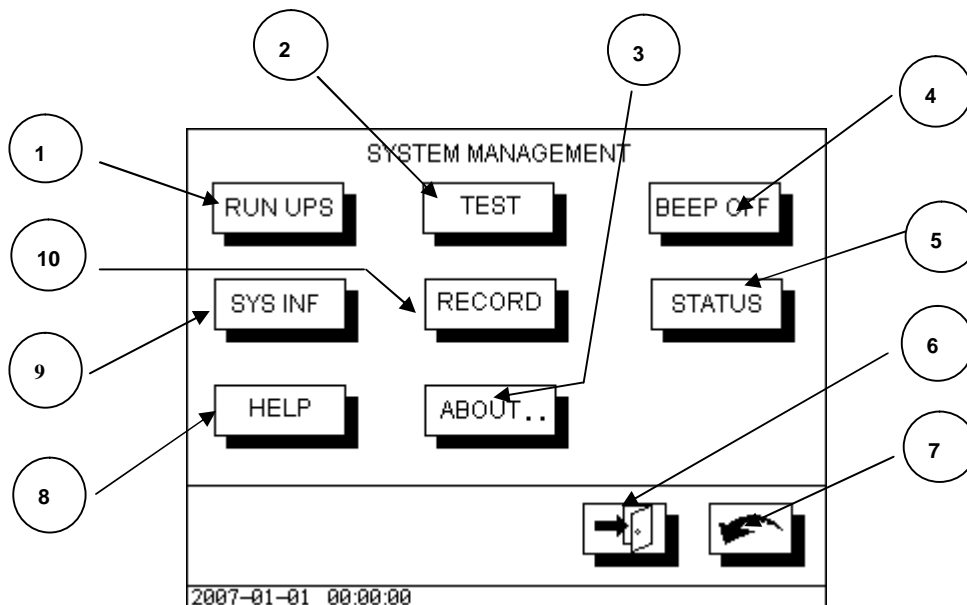 2
3
4
1
SYSTEM MANAGEMENT
RUN UPS
TEST
BEEP OFF
5
10
SYS INF
RECORD
STATUS
6
9
HELP
ABOUT..
7
8
2007-01-01 00:00:00